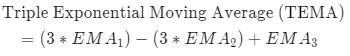 Triple Exponential Moving Average (TEMA)
= (3 ∗ EMA₁) − (3 ∗ EMA₂) + EMA₃